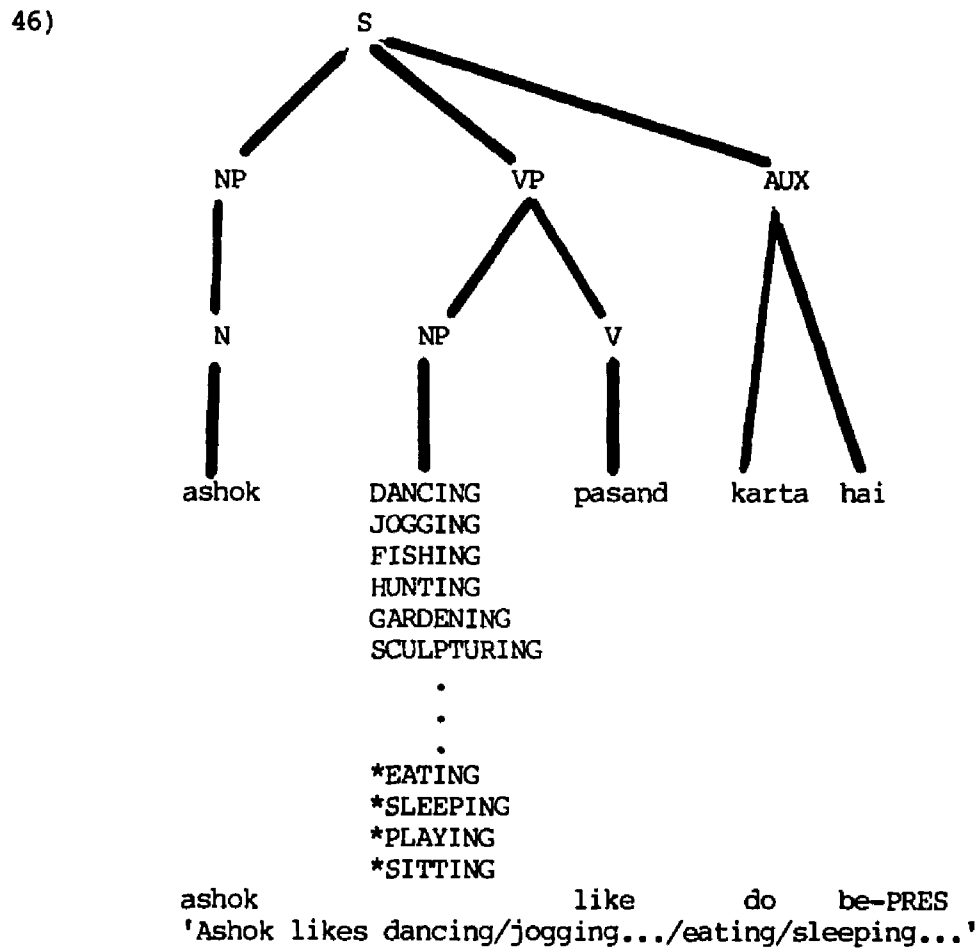 46)
S
NP VP AUX
N NP V
ashok DANCING pasand karta hai
JOGGING
FISHING
HUNTING
GARDENING
SCULPTURING
.
.
.
*EATING
*SLEEPING
*PLAYING
*SITTING
ashok like do be-PRES
'Ashok likes dancing/jogging.../eating/sleeping...'